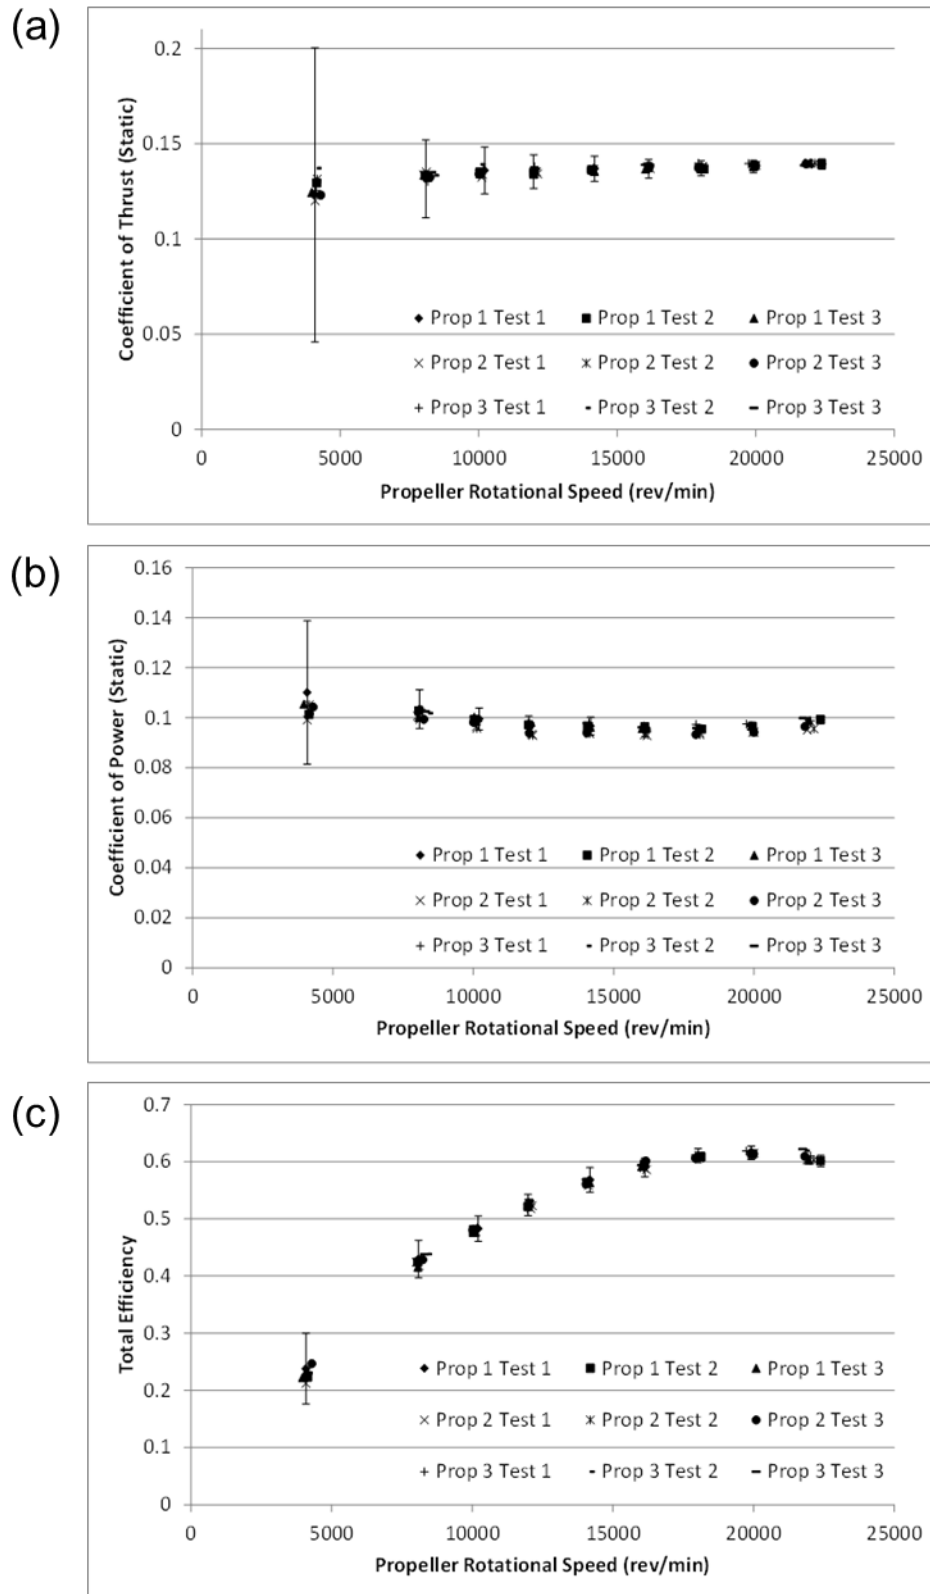 (a)
0.2
0.15
0.1
0.05
0
Coefficient of Thrust (Static)
Prop 1 Test 1 Prop 1 Test 2 Prop 1 Test 3
Prop 2 Test 1 Prop 2 Test 2 Prop 2 Test 3
Prop 3 Test 1 Prop 3 Test 2 Prop 3 Test 3
0 5000 10000 15000 20000 25000
Propeller Rotational Speed (rev/min)
(b)
0.16
0.14
0.12
0.1
0.08
0.06
0.04
0.02
0
Coefficient of Power (Static)
Prop 1 Test 1 Prop 1 Test 2 Prop 1 Test 3
Prop 2 Test 1 Prop 2 Test 2 Prop 2 Test 3
Prop 3 Test 1 Prop 3 Test 2 Prop 3 Test 3
0 5000 10000 15000 20000 25000
Propeller Rotational Speed (rev/min)
(c)
0.7
0.6
0.5
0.4
0.3
0.2
0.1
0
Total Efficiency
Prop 1 Test 1 Prop 1 Test 2 Prop 1 Test 3
Prop 2 Test 1 Prop 2 Test 2 Prop 2 Test 3
Prop 3 Test 1 Prop 3 Test 2 Prop 3 Test 3
0 5000 10000 15000 20000 25000
Propeller Rotational Speed (rev/min)